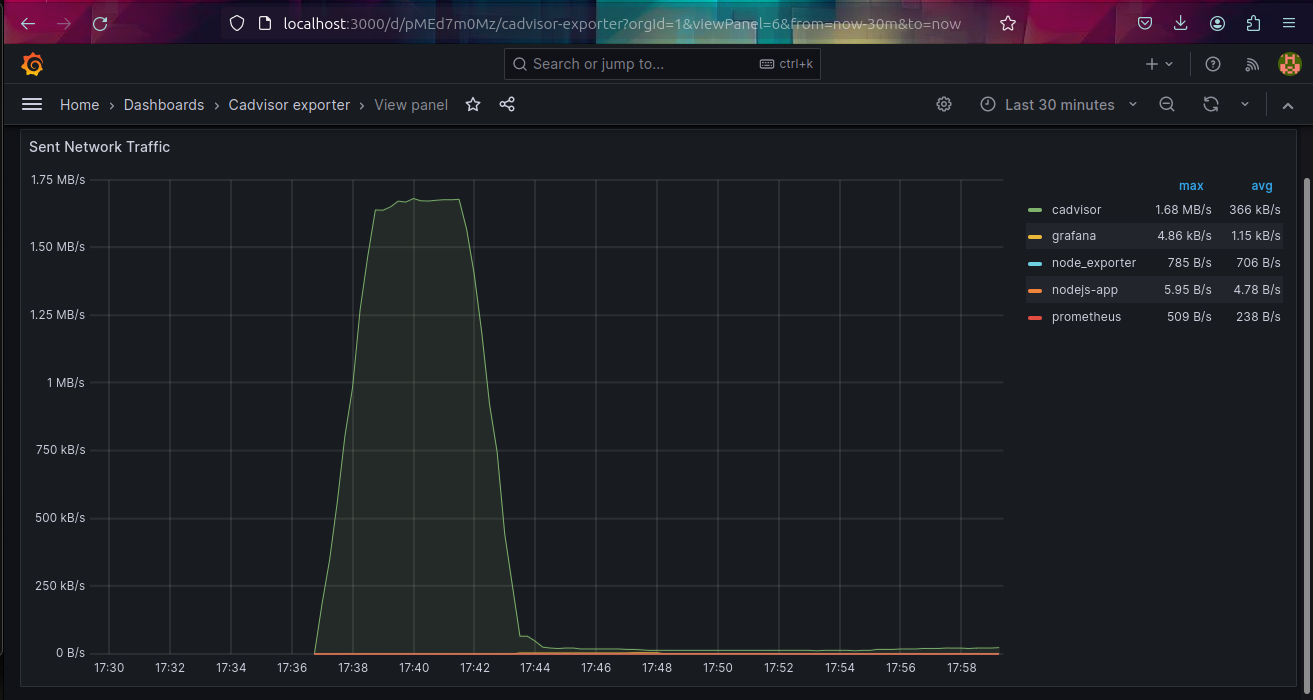 localhost:3000/d/pMEd7m0Mz/cadvisor-exporter?orgId=1&viewPanel=6&from=now-30m&to=now
Search or jump to... ctrl+k
Home › Dashboards › Cadvisor exporter › View panel Last 30 minutes
Sent Network Traffic
max avg
cadvisor 1.68 MB/s 366 kB/s
grafana 4.86 kB/s 1.15 kB/s
node_exporter 785 B/s 706 B/s
nodejs-app 5.95 B/s 4.78 B/s
prometheus 509 B/s 238 B/s
1.75 MB/s
1.50 MB/s
1.25 MB/s
1 MB/s
750 kB/s
500 kB/s
250 kB/s
0 B/s
17:30 17:32 17:34 17:36 17:38 17:40 17:42 17:44 17:46 17:48 17:50 17:52 17:54 17:56 17:58